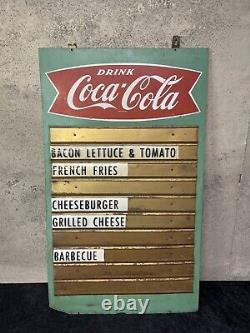 DRINK
Coca-Cola
BACON LETTUCE & TOMATO
FRENCH FRIES
CHEESEBURGER
GRILLED CHEESE
BARBECUE